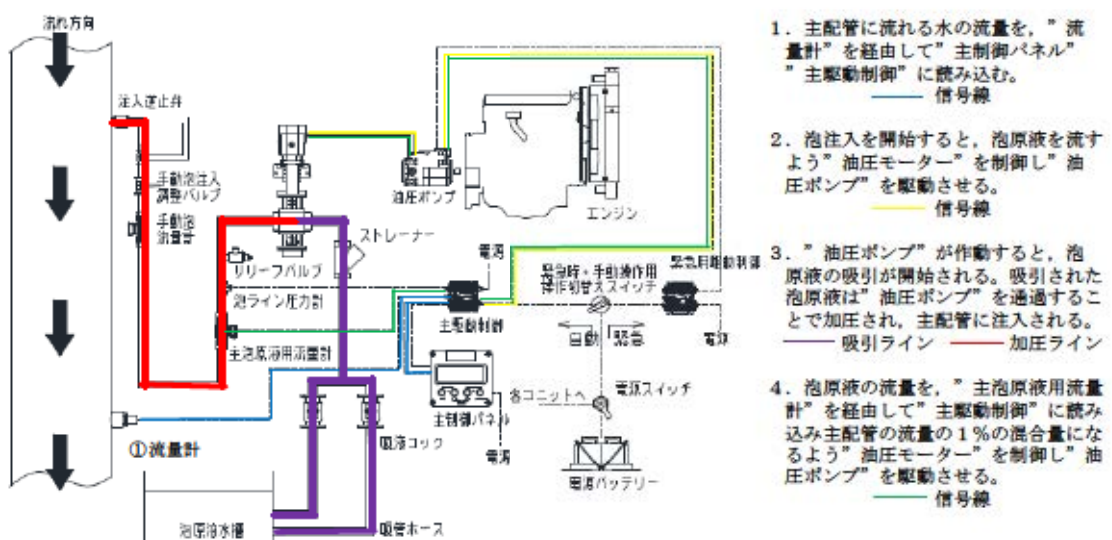 流れ方向
注入逆止弁
手動泡注入
調整バルブ
手動泡
流量計
リリーフバルブ
泡ライン圧力計
主泡原液用流量計
①流量計
泡原液水槽
ストレーナー
油圧ポンプ
エンジン
電源
主駆動制御
緊急時・手動操作用
操作切替えスイッチ
緊急用駆動制御
自動
緊急
電源
主制御パネル
電源
吸液コック
吸管ホース
各ユニットへ
電源スイッチ
電源バッテリー
1．主配管に流れる水の流量を，”流
量計”を経由して”主制御パネル”
”主駆動制御”に読み込む。
信号線
2．泡注入を開始すると，泡原液を流す
よう”油圧モーター”を制御し”油
圧ポンプ”を駆動させる。
信号線
3．”油圧ポンプ”が作動すると，泡
原液の吸引が開始される。吸引された
泡原液は”油圧ポンプ”を通過するこ
とで加圧され，主配管に注入される。
吸引ライン 加圧ライン
4．泡原液の流量を，”主泡原液用流量
計”を経由して”主駆動制御”に読み
込み主配管の流量の１％の混合量にな
るよう”油圧モーター”を制御し”油
圧ポンプ”を駆動させる。
信号線